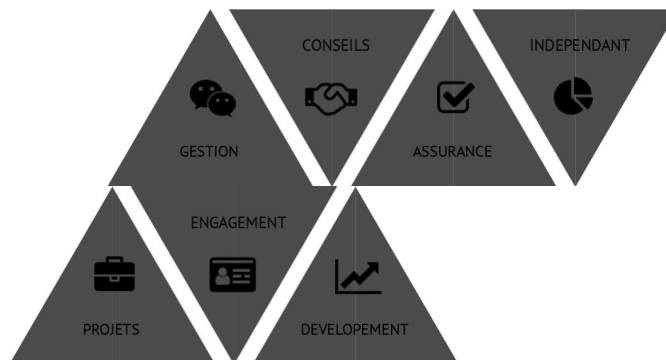 CONSEILS
INDEPENDANT
GESTION
ASSURANCE
ENGAGEMENT
PROJETS
DEVELOPEMENT